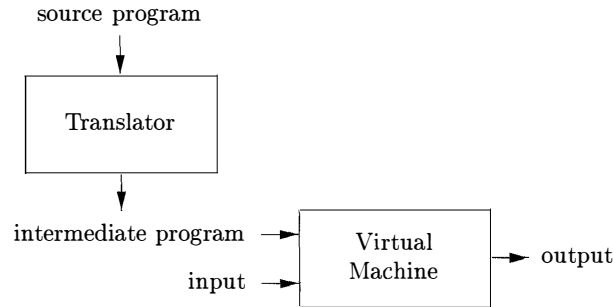 source program
Translator
intermediate program
input
Virtual
Machine
output